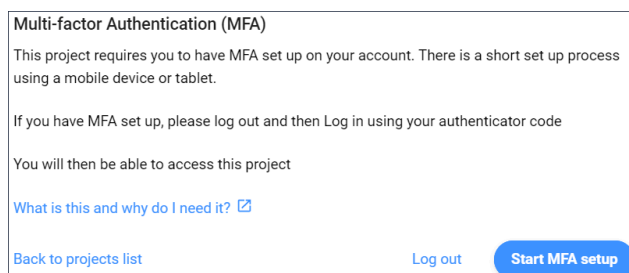 Multi-factor Authentication (MFA)
This project requires you to have MFA set up on your account. There is a short set up process
using a mobile device or tablet.
If you have MFA set up, please log out and then Log in using your authenticator code
You will then be able to access this project
What is this and why do I need it?
Back to projects list
Log out
Start MFA setup